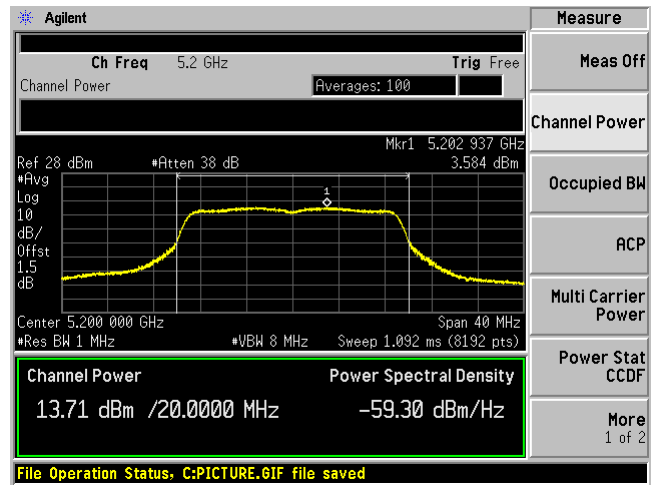 Agilent
Measure
Ch Freq 5.2 GHz Trig Free
Channel Power Averages: 100
Mkr1 5.202 937 GHz
Ref 28 dBm #Atten 38 dB 3.584 dBm
#Avg
Log
10
dB/
Offst
1.5
dB
1
Center 5.200 000 GHz Span 40 MHz
#Res BW 1 MHz #VBW 8 MHz Sweep 1.092 ms (8192 pts)
Channel Power Power Spectral Density
13.71 dBm /20.0000 MHz -59.30 dBm/Hz
File Operation Status, C:PICTURE.GIF file saved
Meas Off
Channel Power
Occupied BW
ACP
Multi Carrier
Power
Power Stat
CCDF
More
1 of 2